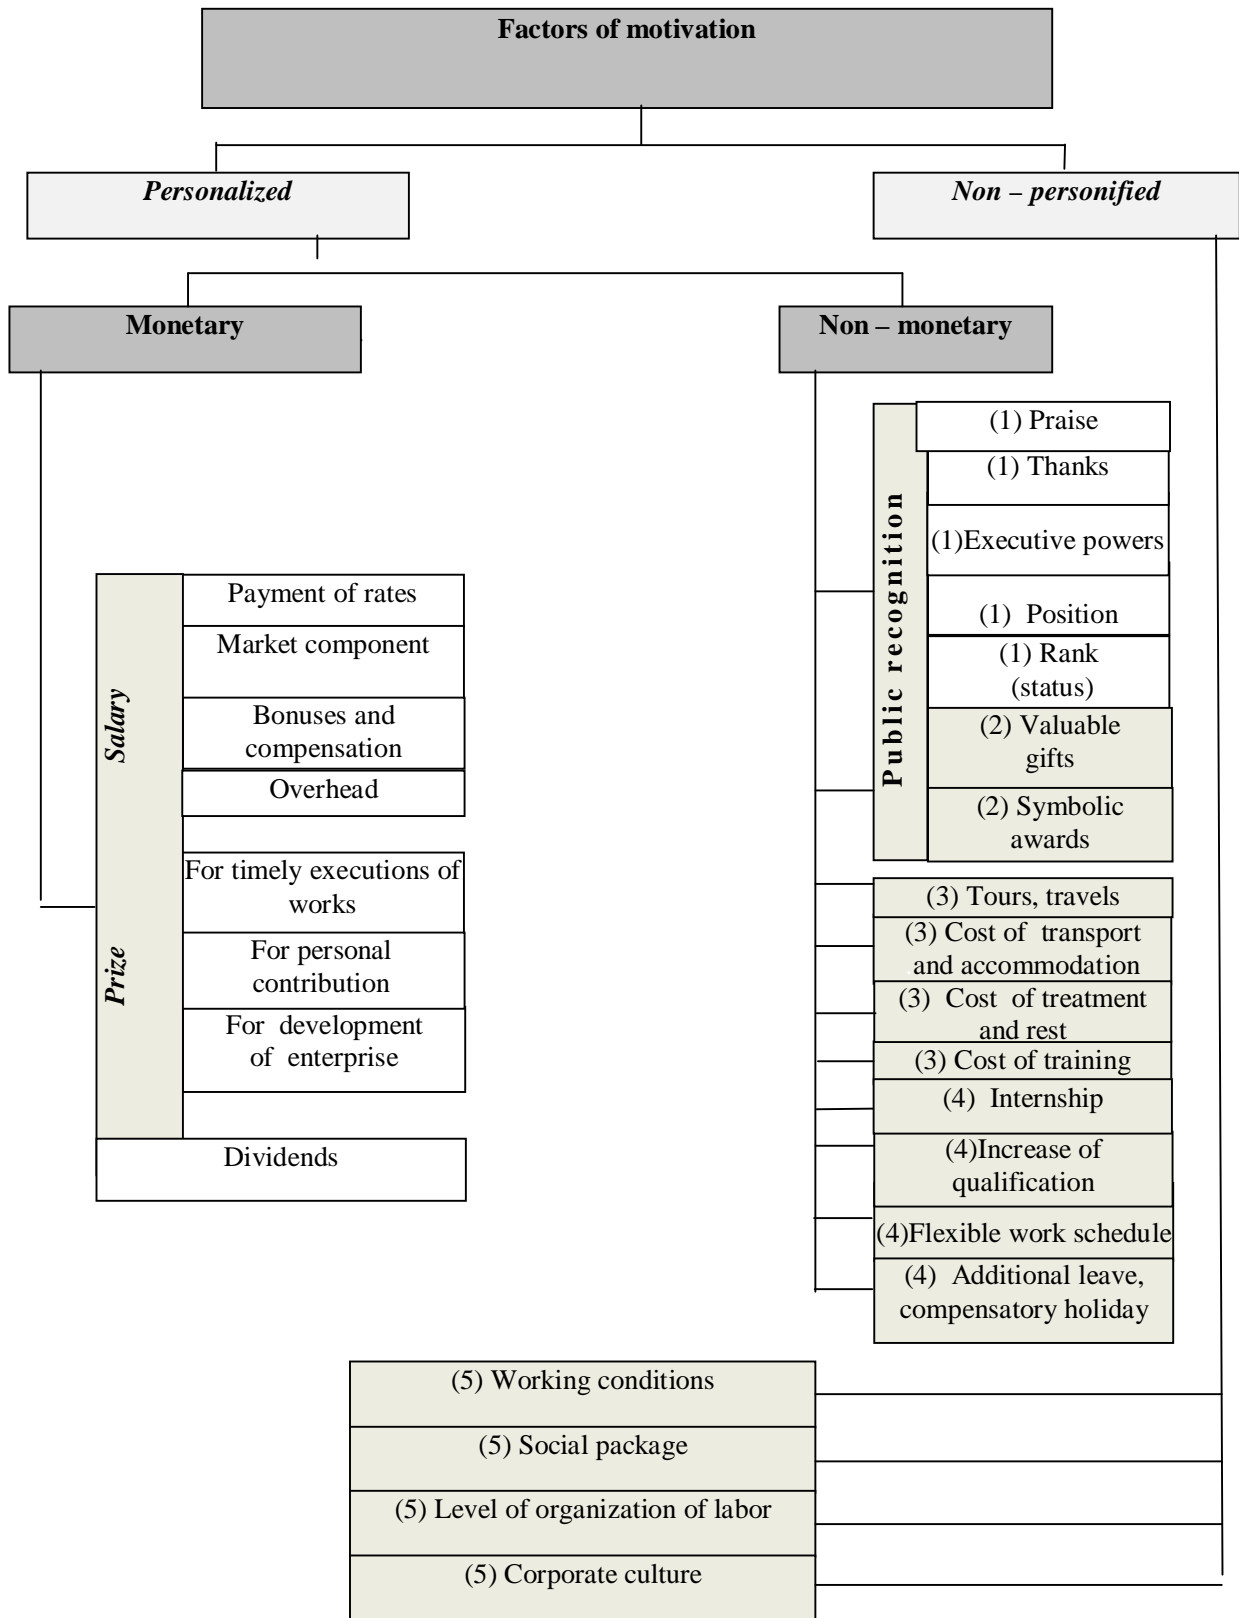 Factors of motivation
Personalized
Non – personified
Monetary
Non – monetary
Salary
Payment of rates
Market component
Bonuses and
compensation
Overhead
Prize
For timely executions of
works
For personal
contribution
For development
of enterprise
Dividends
Public recognition
(1) Praise
(1) Thanks
(1)Executive powers
(1) Position
(1) Rank
(status)
(2) Valuable
gifts
(2) Symbolic
awards
(3) Tours, travels
(3) Cost of transport
and accommodation
(3) Cost of treatment
and rest
(3) Cost of training
(4) Internship
(4)Increase of
qualification
(4)Flexible work schedule
(4) Additional leave,
compensatory holiday
(5) Working conditions
(5) Social package
(5) Level of organization of labor
(5) Corporate culture